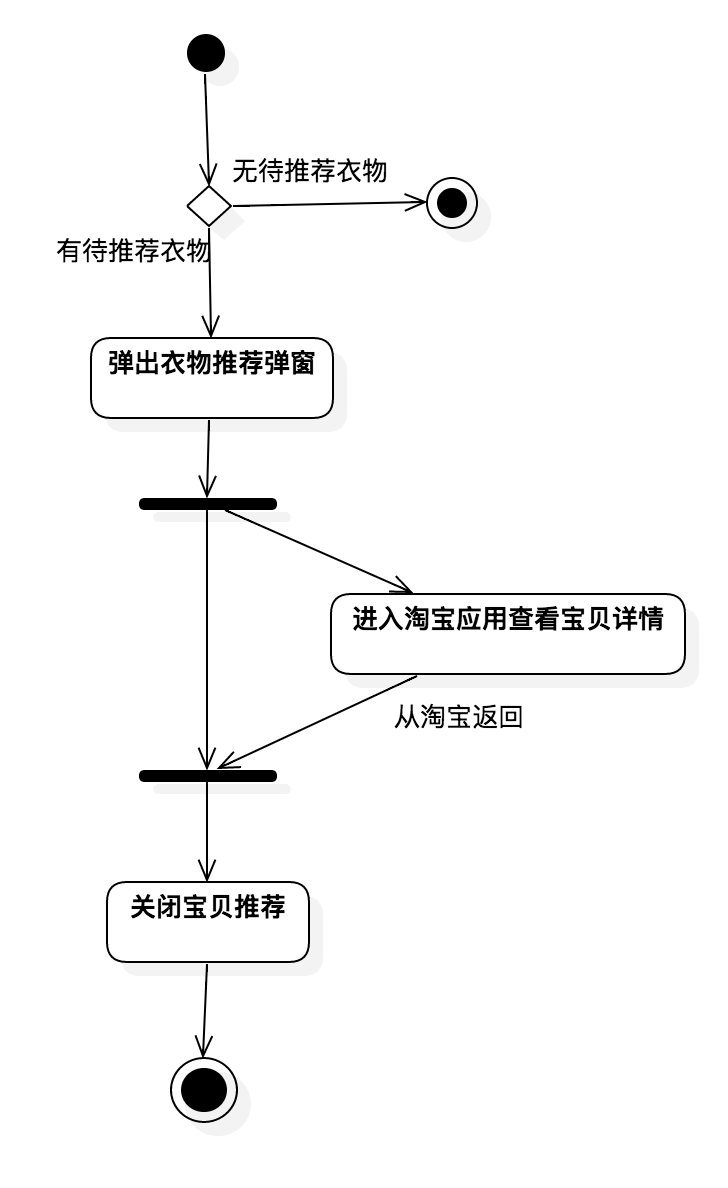 无待推荐衣物
有待推荐衣物
弹出衣物推荐弹窗
进入淘宝应用查看宝贝详情
从淘宝返回
关闭宝贝推荐